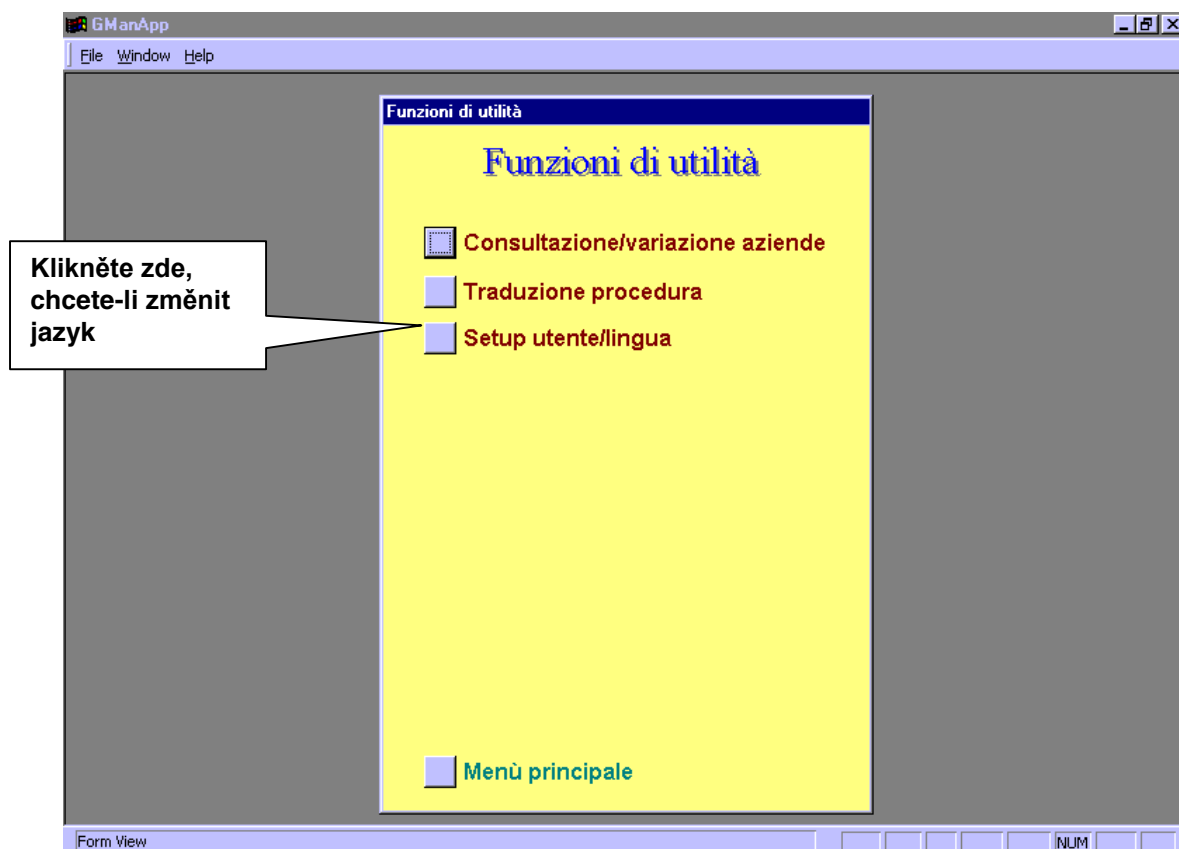 GManApp
File Window Help
Funzioni di utilità
Funzioni di utilità
Consultazione/variazione aziende
Klikněte zde,
chcete-li změnit
jazyk
Traduzione procedura
Setup utente/lingua
Menù principale
Form View
NUM